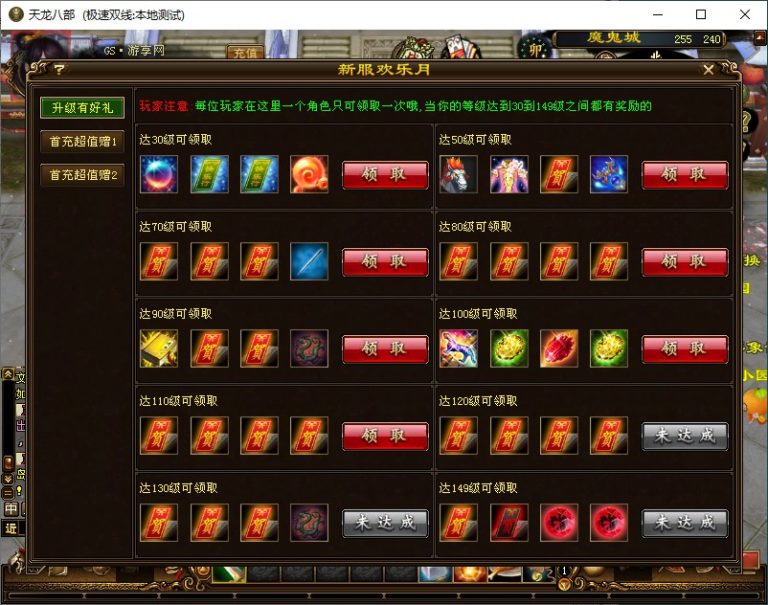 天龙八部 (极速双线:本地测试)
GS·游享网
充值
卯
魔鬼城
255 240
?
新服欢乐月
升级有好礼
首充超值赠1
首充超值赠2
玩家注意:每位玩家在这里一个角色只可领取一次哦,当你的等级达到30到149级之间都有奖励的
达30级可领取
领取
达50级可领取
领取
达70级可领取
领取
达80级可领取
领取
达90级可领取
领取
达100级可领取
领取
达110级可领取
领取
达120级可领取
未达成
达130级可领取
未达成
达149级可领取
未达成
换
小园
近
1